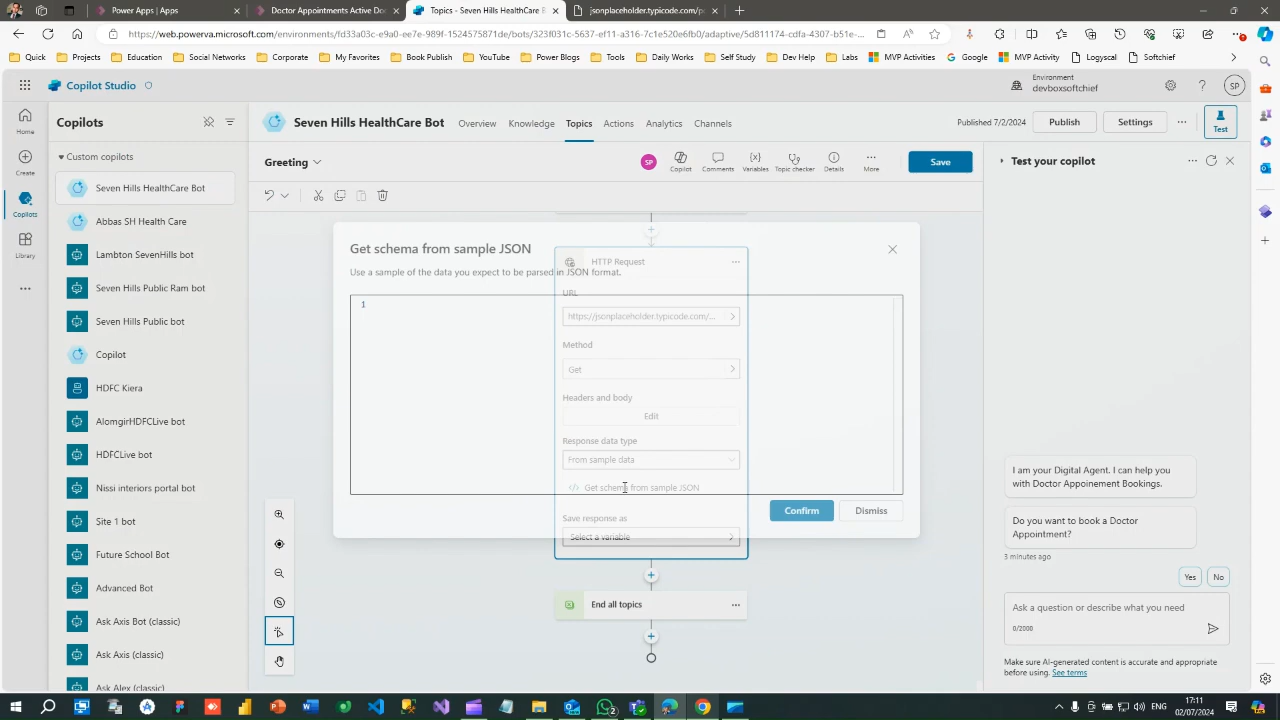 Power Apps | Apps
Doctor Appointments Active Doc
Topics - Seven Hills HealthCare B
jsonplaceholder.typicode.com/po
https://web.powerva.microsoft.com/environments/fd33a03c-e9a0-ee7e-989f-1524575871de/bots/323f031c-5637-ef11-a316-7c1e520e6fb0/adaptive/5d811174-cdfa-4307-b51e-...
Quick
Projects
Education
Social Networks
Corporate
My Favorites
Book Publish
YouTube
Power Blogs
Tools
Daily Works
Self Study
Dev Help
Labs
MVP Activities
Google
MVP Activity
Logyscal
Softchief
Copilot Studio
Environment
devboxsoftchief
SP
Home
Create
Copilots
Library
Copilots
Custom copilots
Seven Hills HealthCare Bot
Abbas SH Health Care
Lambton SevenHills bot
Seven Hills Public Ram bot
Seven Hills Public bot
Copilot
HDFC Kiera
AlomgirHDFCLive bot
HDFCLive bot
Nissi interiors portal bot
Site 1 bot
Future School Bot
Advanced Bot
Ask Axis Bot (classic)
Ask Axis (classic)
Ask Alex (classic)
Seven Hills HealthCare Bot
Overview
Knowledge
Topics
Actions
Analytics
Channels
Published 7/2/2024
Publish
Settings
Test
Greeting
SP
Copilot
Comments
Variables
Topic checker
Details
More
Save
Get schema from sample JSON
Use a sample of the data you expect to be parsed in JSON format.
1
HTTP Request
URL
https://jsonplaceholder.typicode.com/...
Method
Get
Headers and body
Edit
Response data type
From sample data
Get schema from sample JSON
Save response as
Select a variable
Confirm
Dismiss
End all topics
Test your copilot
I am your Digital Agent. I can help you
with Doctor Appoinement Bookings.
Do you want to book a Doctor
Appointment?
3 minutes ago
Yes
No
Ask a question or describe what you need
0/2000
Make sure AI-generated content is accurate and appropriate
before using. See terms
2
ENG
17:11
02/07/2024